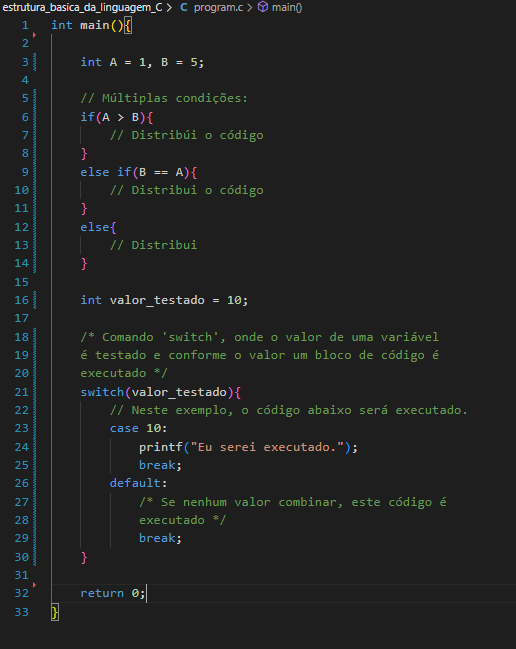 estrutura_basica_da_linguagem_C > C program.c > main()
1 int main(){
2
3 int A = 1, B = 5;
4
5 // Múltiplas condições:
6 if(A > B){
7 // Distribúi o código
8 }
9 else if(B == A){
10 // Distribui o código
11 }
12 else{
13 // Distribui
14 }
15
16 int valor_testado = 10;
17
18 /* Comando 'switch', onde o valor de uma variável
19 é testado e conforme o valor um bloco de código é
20 executado */
21 switch(valor_testado){
22 // Neste exemplo, o código abaixo será executado.
23 case 10:
24 printf("Eu serei executado.");
25 break;
26 default:
27 /* Se nenhum valor combinar, este código é
28 executado */
29 break;
30 }
31
32 return 0;
33 }